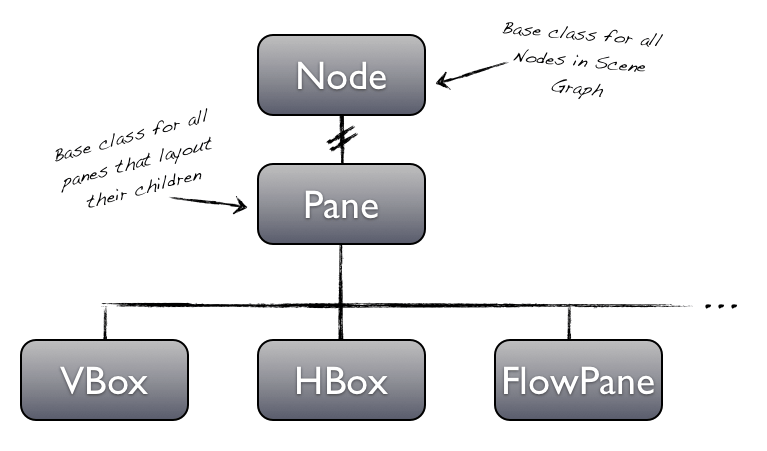 Node
Base class for all
Nodes in Scene
Graph
Base class for all
panes that layout
their children
Pane
...
VBox
HBox
FlowPane